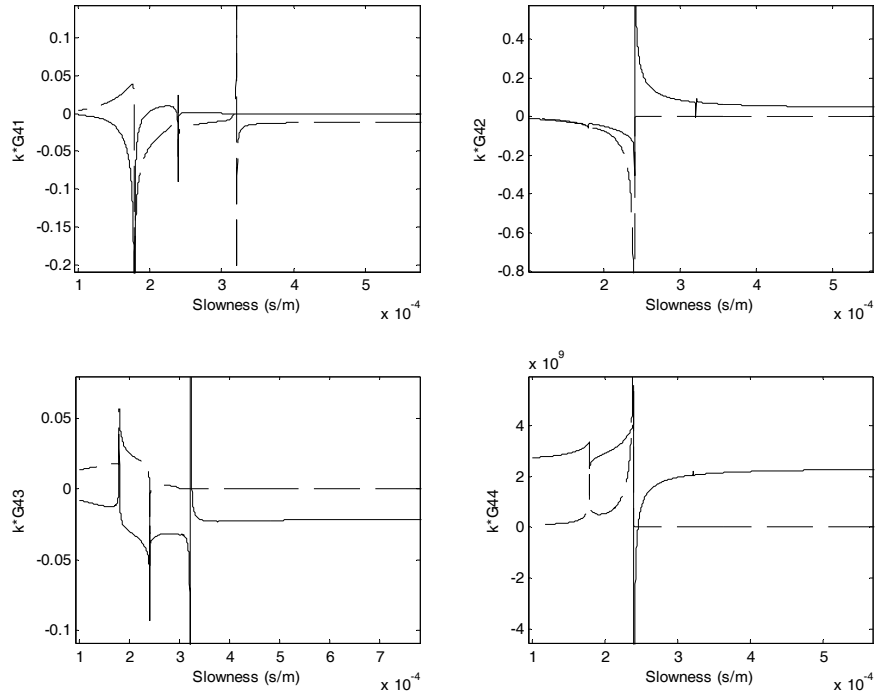 0.1
0.05
0
-0.05
-0.1
-0.15
-0.2
k*G41
1 2 3 4 5
Slowness (s/m)
x 10^-4
0.4
0.2
0
-0.2
-0.4
-0.6
-0.8
k*G42
2 3 4 5
Slowness (s/m)
x 10^-4
0.05
0
-0.05
-0.1
k*G43
1 2 3 4 5 6 7
Slowness (s/m)
x 10^-4
x 10^9
4
2
0
-2
-4
k*G44
1 2 3 4 5
Slowness (s/m)
x 10^-4